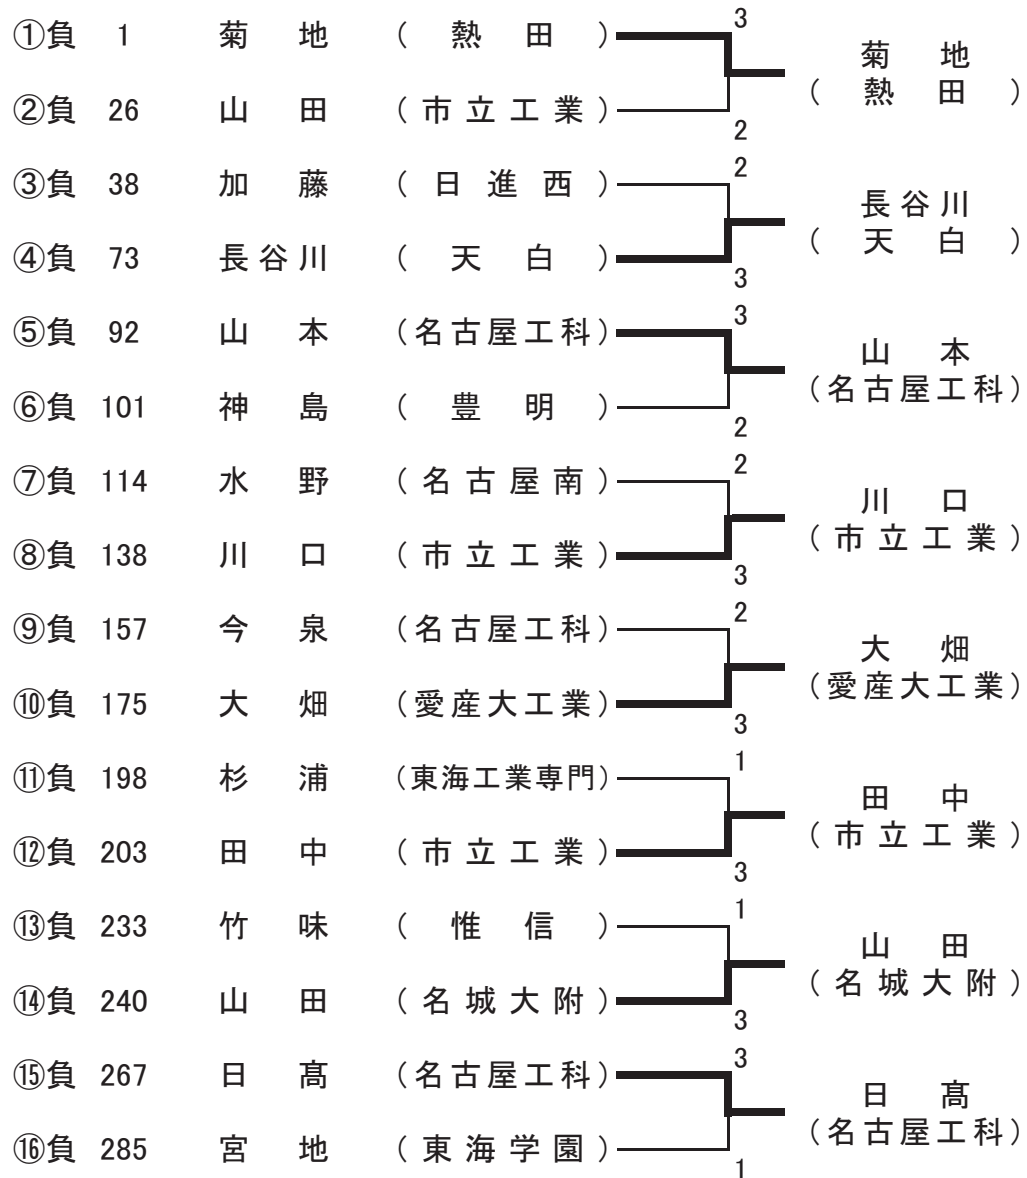 ①負 1 菊地 (熱田) 3
菊地
(熱田)
②負 26 山田 (市立工業) 2
③負 38 加藤 (日進西) 2
長谷川
(天白)
④負 73 長谷川 (天白) 3
⑤負 92 山本 (名古屋工科) 3
山本
(名古屋工科)
⑥負 101 神島 (豊明) 2
⑦負 114 水野 (名古屋南) 2
川口
(市立工業)
⑧負 138 川口 (市立工業) 3
⑨負 157 今泉 (名古屋工科) 2
大畑
(愛産大工業)
⑩負 175 大畑 (愛産大工業) 3
⑪負 198 杉浦 (東海工業専門) 1
田中
(市立工業)
⑫負 203 田中 (市立工業) 3
⑬負 233 竹味 (惟信) 1
山田
(名城大附)
⑭負 240 山田 (名城大附) 3
⑮負 267 日髙 (名古屋工科) 3
日髙
(名古屋工科)
⑯負 285 宮地 (東海学園) 1